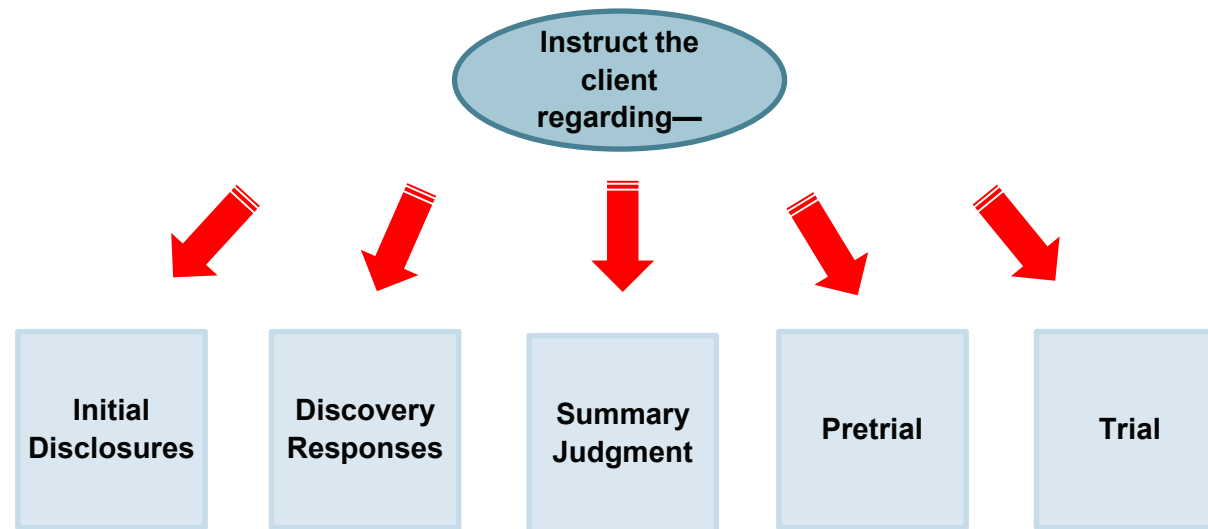 Instruct the
client
regarding—
Initial
Disclosures
Discovery
Responses
Summary
Judgment
Pretrial
Trial